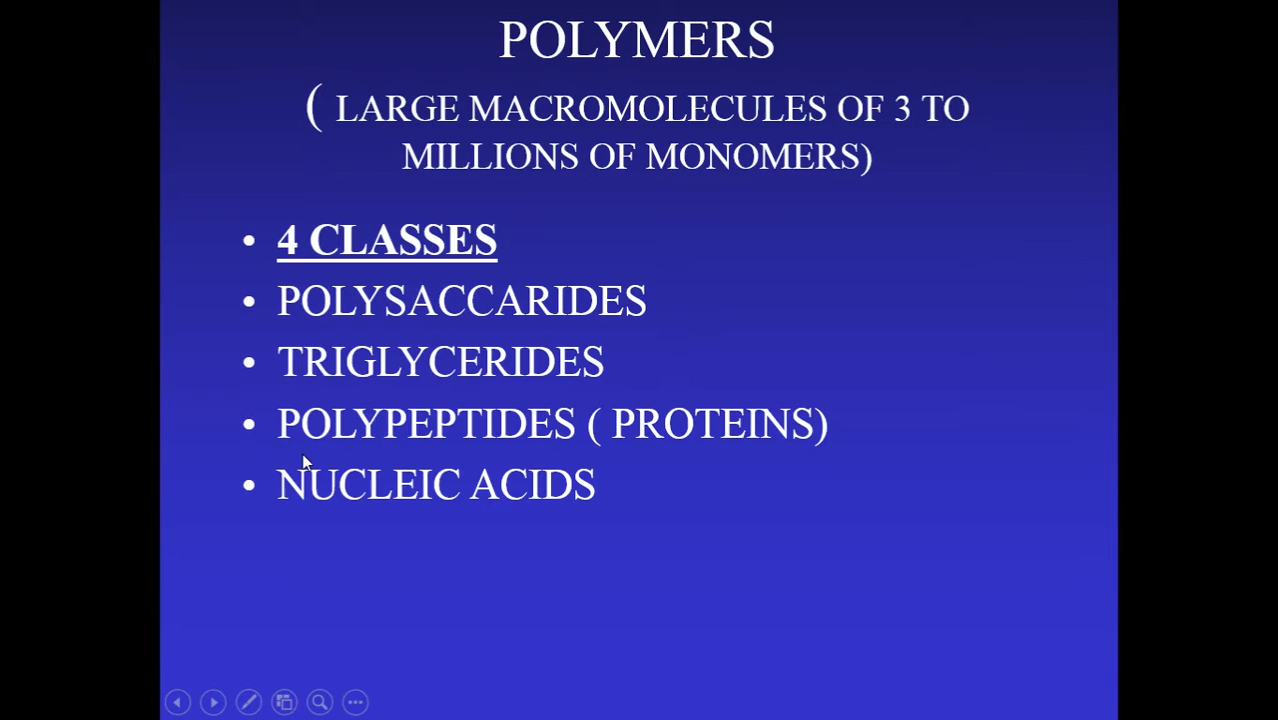 POLYMERS
( LARGE MACROMOLECULES OF 3 TO
MILLIONS OF MONOMERS)
• 4 CLASSES
• POLYSACCARIDES
• TRIGLYCERIDES
• POLYPEPTIDES ( PROTEINS)
• NUCLEIC ACIDS